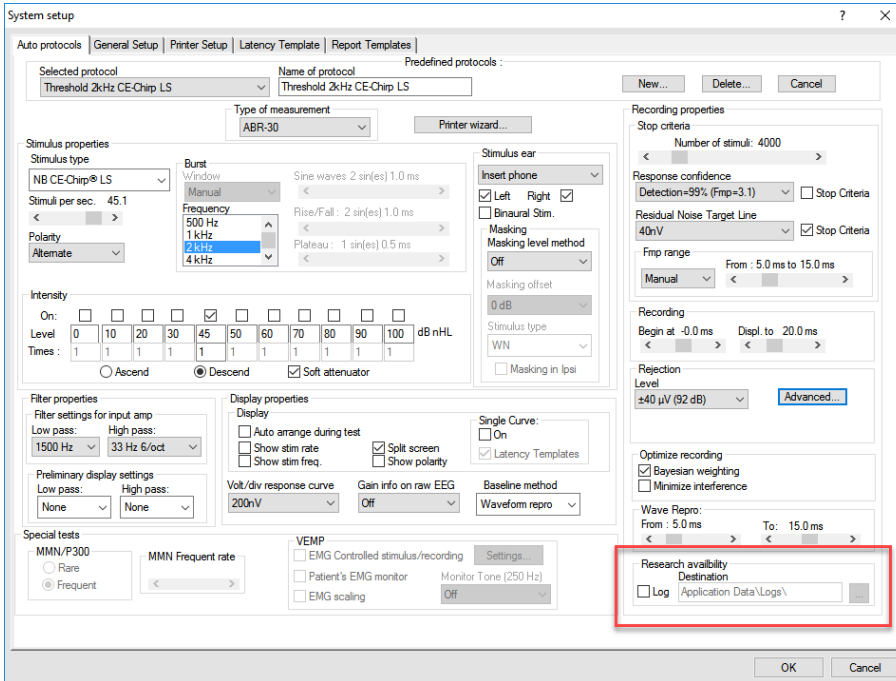 System setup ? ×
Auto protocols General Setup Printer Setup Latency Template Report Templates
Predefined protocols :
Selected protocol
Threshold 2kHz CE-Chirp LS
Name of protocol
Threshold 2kHz CE-Chirp LS
New... Delete... Cancel
Type of measurement
ABR-30
Printer wizard...
Stimulus properties
Stimulus type
NB CE-Chirp® LS
Stimuli per sec. 45.1
Polarity
Alternate
Burst
Window
Manual
Frequency
500 Hz
1 kHz
2 kHz
4 kHz
Sine waves 2 sin(es) 1.0 ms
Rise/Fall : 2 sin(es) 1.0 ms
Plateau : 1 sin(es) 0.5 ms
Stimulus ear
Insert phone
Left Right
Binaural Stim.
Masking
Masking level method
Off
Masking offset
0 dB
Stimulus type
WN
Masking in Ipsi
Intensity
On:
Level 0 10 20 30 45 50 60 70 80 90 100 dB nHL
Times : 1 1 1 1 1 1 1 1 1 1 1
Ascend Descend Soft attenuator
Filter properties
Filter settings for input amp
Low pass: High pass:
1500 Hz 33 Hz 6/oct
Preliminary display settings
Low pass: High pass:
None None
Display properties
Display
Auto arrange during test
Show stim rate Split screen
Show stim freq. Show polarity
Single Curve:
On
Latency Templates
Volt/div response curve Gain info on raw EEG Baseline method
200nV Off Waveform repro
Special tests
MMN/P300
Rare
Frequent
MMN Frequent rate
VEMP
EMG Controlled stimulus/recording Settings...
Patient's EMG monitor Monitor Tone (250 Hz)
EMG scaling Off
Recording properties
Stop criteria
Number of stimuli: 4000
Response confidence
Detection=99% (Fmp=3.1) Stop Criteria
Residual Noise Target Line
40nV Stop Criteria
Fmp range
Manual From : 5.0 ms to 15.0 ms
Recording
Begin at -0.0 ms Displ. to 20.0 ms
Rejection
Level
±40 µV (92 dB) Advanced...
Optimize recording
Bayesian weighting
Minimize interference
Wave Repro:
From : 5.0 ms To: 15.0 ms
Research availbility
Destination
Log Application Data\Logs\ ...
OK Cancel